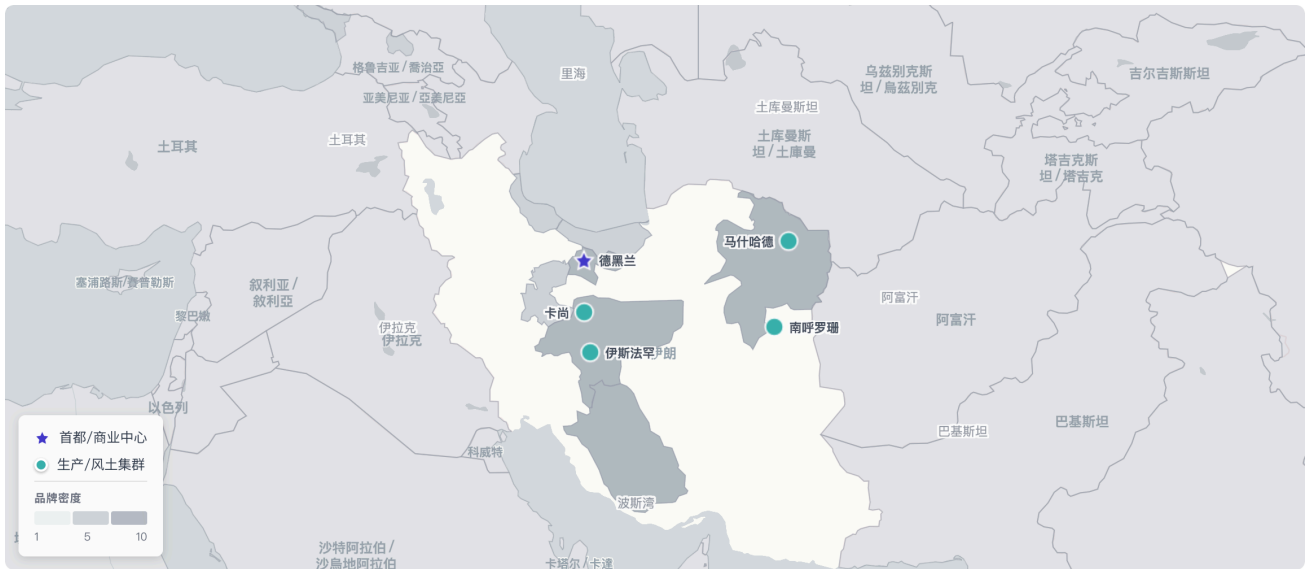 格鲁吉亚 / 喬治亞
里海
乌兹别克斯
坦 / 烏茲別克
吉尔吉斯斯坦
亚美尼亚 / 亞美尼亞
土库曼斯坦
土耳其
土耳其
土库曼斯
坦 / 土庫曼
塔吉克斯
坦 / 塔吉克
马什哈德
德黑兰
塞浦路斯/賽普勒斯
叙利亚 /
敘利亞
阿富汗
黎巴嫩
卡尚
阿富汗
伊拉克
伊拉克
南呼罗珊
伊斯法罕
伊朗
以色列
巴基斯坦
巴基斯坦
首都/商业中心
科威特
生产/风土集群
品牌密度
波斯湾
1 5 10
沙特阿拉伯 /
沙烏地阿拉伯
卡塔尔 / 卡達